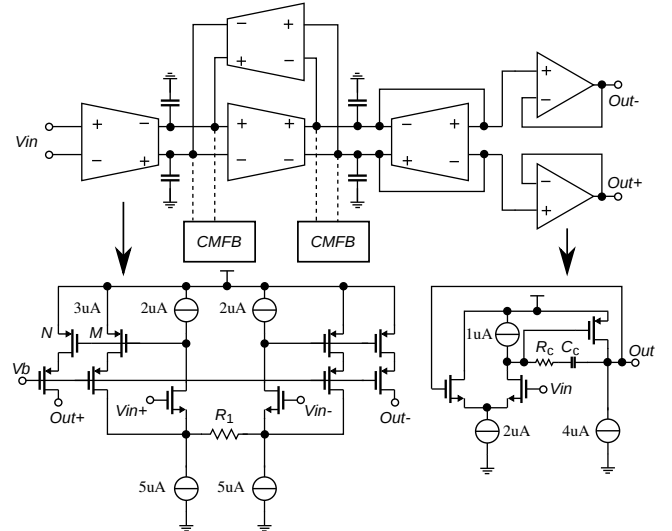 − −
+ +
+ − + − − + +
−
Out-
Vin
− + − + + − −
+
Out+
CMFB CMFB
3uA 2uA 2uA
N M
1uA
Rc Cc Out
Vb
Out+ Vin+ R1 Vin- Out-
Vin
2uA 4uA
5uA 5uA